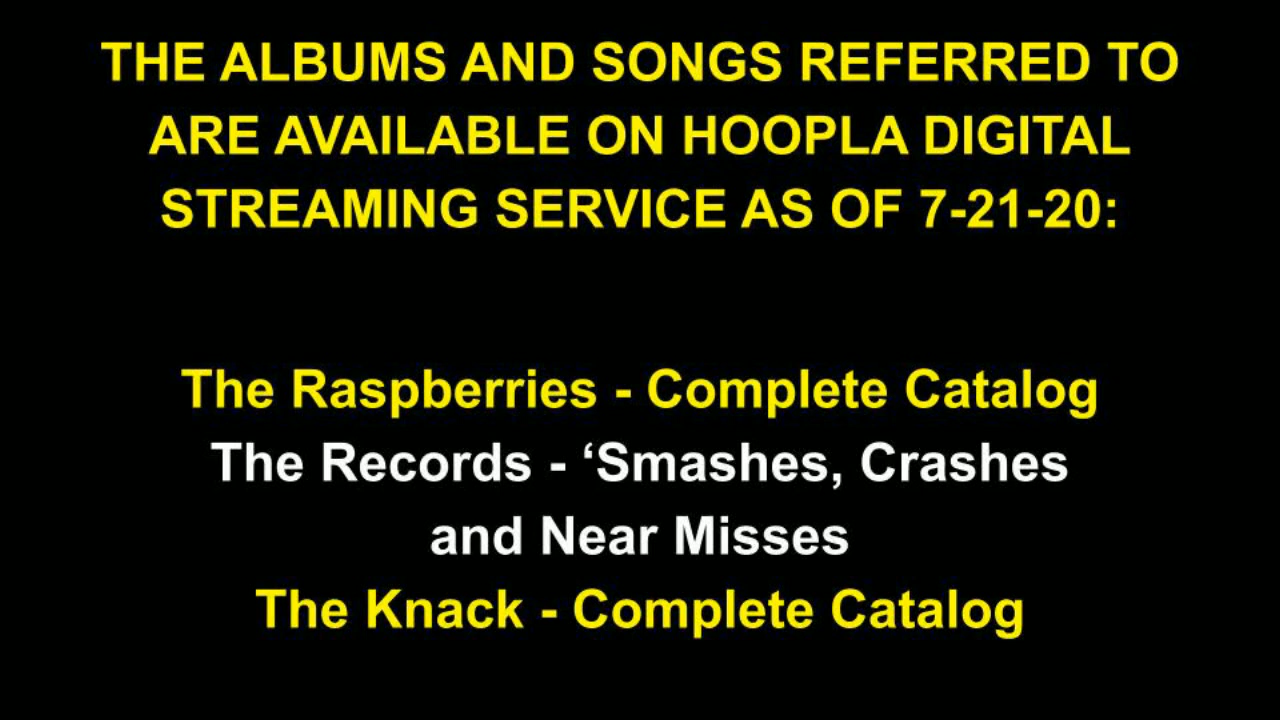 THE ALBUMS AND SONGS REFERRED TO
ARE AVAILABLE ON HOOPLA DIGITAL
STREAMING SERVICE AS OF 7-21-20:
The Raspberries - Complete Catalog
The Records - ‘Smashes, Crashes
and Near Misses
The Knack - Complete Catalog